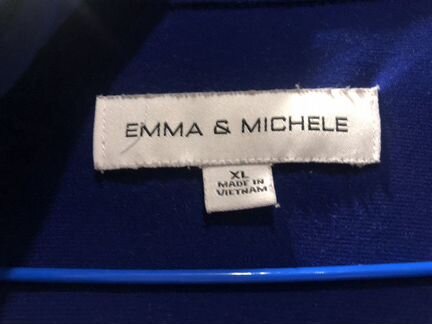 EMMA & MICHELE
XL
MADE IN
VIETNAM